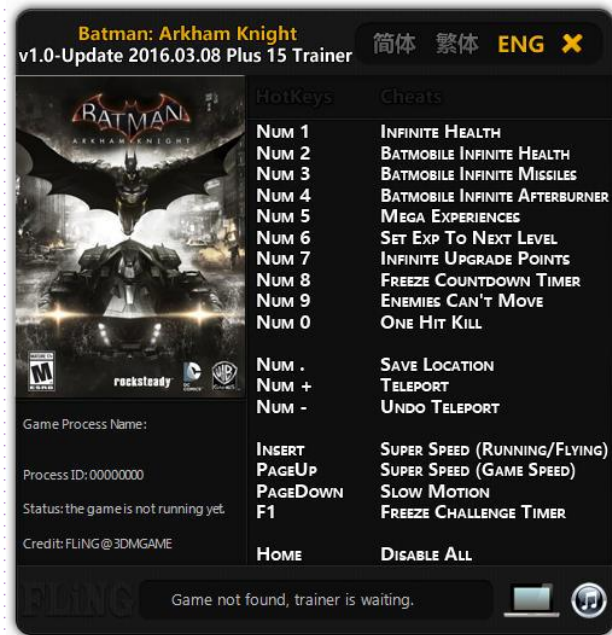 Batman: Arkham Knight
v1.0-Update 2016.03.08 Plus 15 Trainer
简体 繁体 ENG
BATMAN
ARKHAM KNIGHT
M
rocksteady
DC COMICS
WB GAMES
HotKeys Cheats
NUM 1 INFINITE HEALTH
NUM 2 BATMOBILE INFINITE HEALTH
NUM 3 BATMOBILE INFINITE MISSILES
NUM 4 BATMOBILE INFINITE AFTERBURNER
NUM 5 MEGA EXPERIENCES
NUM 6 SET EXP TO NEXT LEVEL
NUM 7 INFINITE UPGRADE POINTS
NUM 8 FREEZE COUNTDOWN TIMER
NUM 9 ENEMIES CAN'T MOVE
NUM 0 ONE HIT KILL
NUM . SAVE LOCATION
NUM + TELEPORT
NUM - UNDO TELEPORT
INSERT SUPER SPEED (RUNNING/FLYING)
PAGEUP SUPER SPEED (GAME SPEED)
PAGEDOWN SLOW MOTION
F1 FREEZE CHALLENGE TIMER
HOME DISABLE ALL
Game Process Name:
Process ID: 00000000
Status: the game is not running yet.
Credit: FLiNG@3DMGAME
FLiNG
Game not found, trainer is waiting.